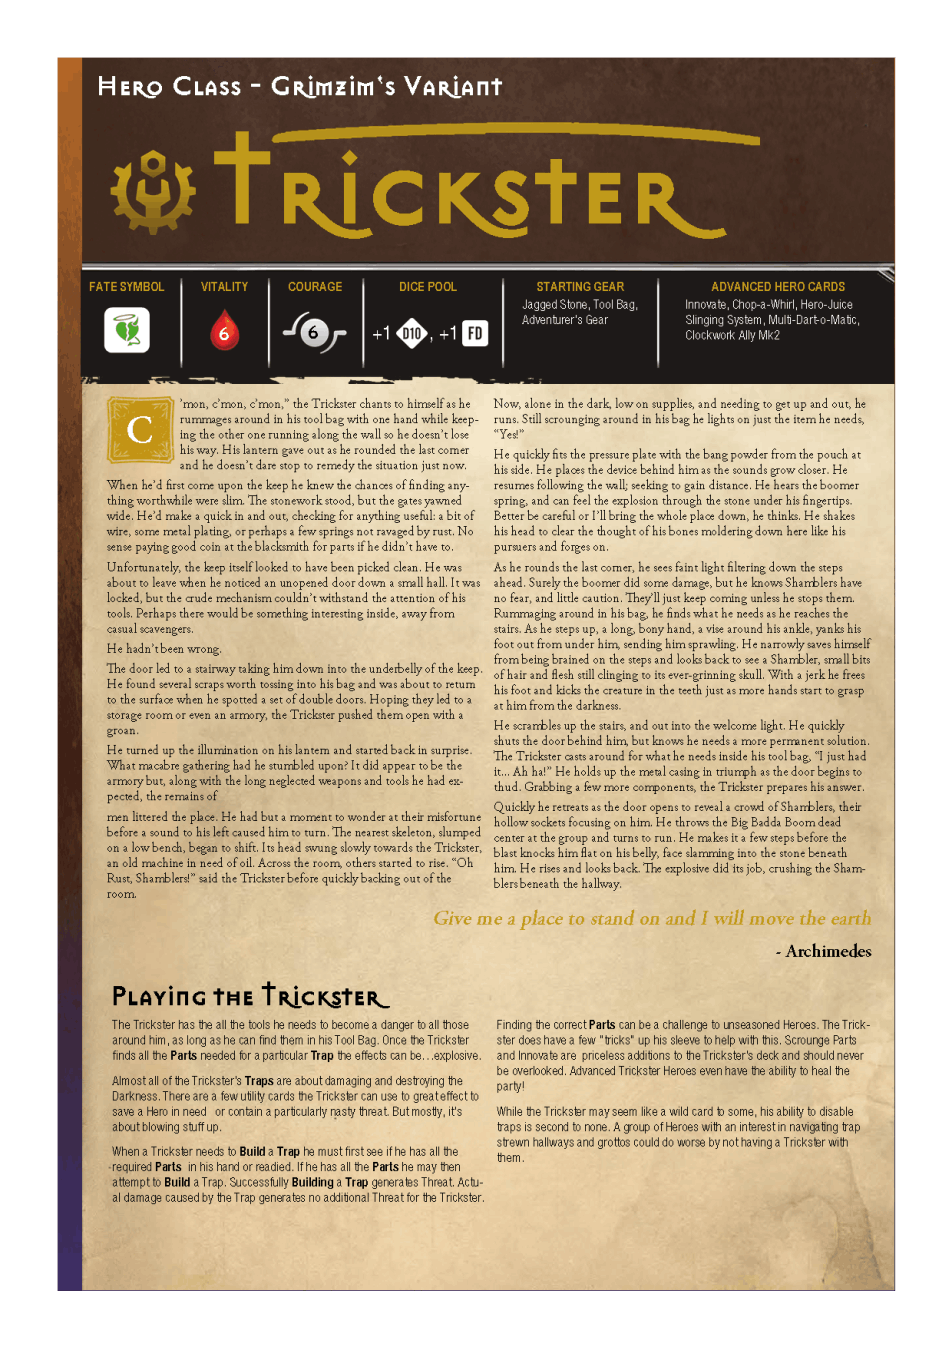 Hero Class - Grimzim's Variant
Trickster
FATE SYMBOL
VITALITY
COURAGE
DICE POOL
STARTING GEAR
ADVANCED HERO CARDS
6
6
+1 D10, +1 FD
Jagged Stone, Tool Bag,
Adventurer's Gear
Innovate, Chop-a-Whirl, Hero-Juice
Slinging System, Multi-Dart-o-Matic,
Clockwork Ally Mk2
C
'mon, c'mon, c'mon," the Trickster chants to himself as he
rummages around in his tool bag with one hand while keep-
ing the other one running along the wall so he doesn't lose
his way. His lantern gave out as he rounded the last corner
and he doesn't dare stop to remedy the situation just now.
When he'd first come upon the keep he knew the chances of finding any-
thing worthwhile were slim. The stonework stood, but the gates yawned
wide. He'd make a quick in and out, checking for anything useful: a bit of
wire, some metal plating, or perhaps a few springs not ravaged by rust. No
sense paying good coin at the blacksmith for parts if he didn't have to.
Unfortunately, the keep itself looked to have been picked clean. He was
about to leave when he noticed an unopened door down a small hall. It was
locked, but the crude mechanism couldn't withstand the attention of his
tools. Perhaps there would be something interesting inside, away from
casual scavengers.
He hadn't been wrong.
The door led to a stairway taking him down into the underbelly of the keep.
He found several scraps worth tossing into his bag and was about to return
to the surface when he spotted a set of double doors. Hoping they led to a
storage room or even an armory, the Trickster pushed them open with a
groan.
He turned up the illumination on his lantern and started back in surprise.
What macabre gathering had he stumbled upon? It did appear to be the
armory but, along with the long neglected weapons and tools he had ex-
pected, the remains of
men littered the place. He had but a moment to wonder at their misfortune
before a sound to his left caused him to turn. The nearest skeleton, slumped
on a low bench, began to shift. Its head swung slowly towards the Trickster,
an old machine in need of oil. Across the room, others started to rise. "Oh
Rust, Shamblers!" said the Trickster before quickly backing out of the
room.
Now, alone in the dark, low on supplies, and needing to get up and out, he
runs. Still scrounging around in his bag he lights on just the item he needs,
"Yes!"
He quickly fits the pressure plate with the bang powder from the pouch at
his side. He places the device behind him as the sounds grow closer. He
resumes following the wall; seeking to gain distance. He hears the boomer
spring, and can feel the explosion through the stone under his fingertips.
Better be careful or I'll bring the whole place down, he thinks. He shakes
his head to clear the thought of his bones moldering down here like his
pursuers and forges on.
As he rounds the last corner, he sees faint light filtering down the steps
ahead. Surely the boomer did some damage, but he knows Shamblers have
no fear, and little caution. They'll just keep coming unless he stops them.
Rummaging around in his bag, he finds what he needs as he reaches the
stairs. As he steps up, a long, bony hand, a vise around his ankle, yanks his
foot out from under him, sending him sprawling. He narrowly saves himself
from being brained on the steps and looks back to see a Shambler, small bits
of hair and flesh still clinging to its ever-grinning skull. With a jerk he frees
his foot and kicks the creature in the teeth just as more hands start to grasp
at him from the darkness.
He scrambles up the stairs, and out into the welcome light. He quickly
shuts the door behind him, but knows he needs a more permanent solution.
The Trickster casts around for what he needs inside his tool bag, "I just had
it... Ah ha!" He holds up the metal casing in triumph as the door begins to
thud. Grabbing a few more components, the Trickster prepares his answer.
Quickly he retreats as the door opens to reveal a crowd of Shamblers, their
hollow sockets focusing on him. He throws the Big Badda Boom dead
center at the group and turns to run. He makes it a few steps before the
blast knocks him flat on his belly, face slamming into the stone beneath
him. He rises and looks back. The explosive did its job, crushing the Sham-
blers beneath the hallway.
Give me a place to stand on and I will move the earth
- Archimedes
Playing the Trickster
The Trickster has the all the tools he needs to become a danger to all those
around him, as long as he can find them in his Tool Bag. Once the Trickster
finds all the Parts needed for a particular Trap the effects can be…explosive.
Almost all of the Trickster's Traps are about damaging and destroying the
Darkness. There are a few utility cards the Trickster can use to great effect to
save a Hero in need or contain a particularly nasty threat. But mostly, it's
about blowing stuff up.
When a Trickster needs to Build a Trap he must first see if he has all the
required Parts in his hand or readied. If he has all the Parts he may then
attempt to Build a Trap. Successfully Building a Trap generates Threat. Actu-
al damage caused by the Trap generates no additional Threat for the Trickster.
Finding the correct Parts can be a challenge to unseasoned Heroes. The Trick-
ster does have a few "tricks" up his sleeve to help with this. Scrounge Parts
and Innovate are priceless additions to the Trickster's deck and should never
be overlooked. Advanced Trickster Heroes even have the ability to heal the
party!
While the Trickster may seem like a wild card to some, his ability to disable
traps is second to none. A group of Heroes with an interest in navigating trap
strewn hallways and grottos could do worse by not having a Trickster with
them.